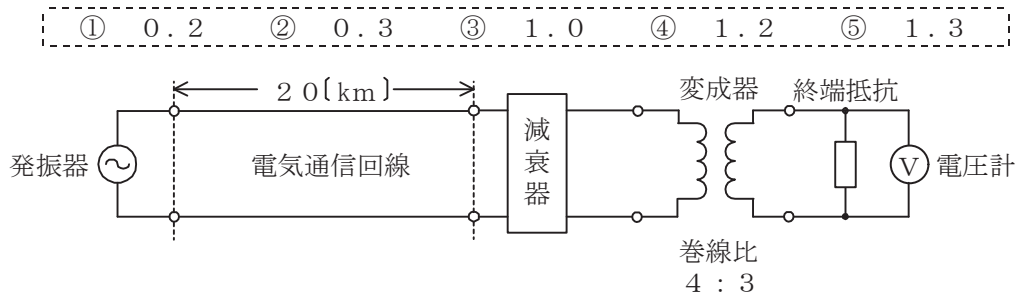 ① 0.2 ② 0.3 ③ 1.0 ④ 1.2 ⑤ 1.3
20〔km〕
変成器 終端抵抗
発振器
電気通信回線
減衰器
V
電圧計
巻線比
4:3